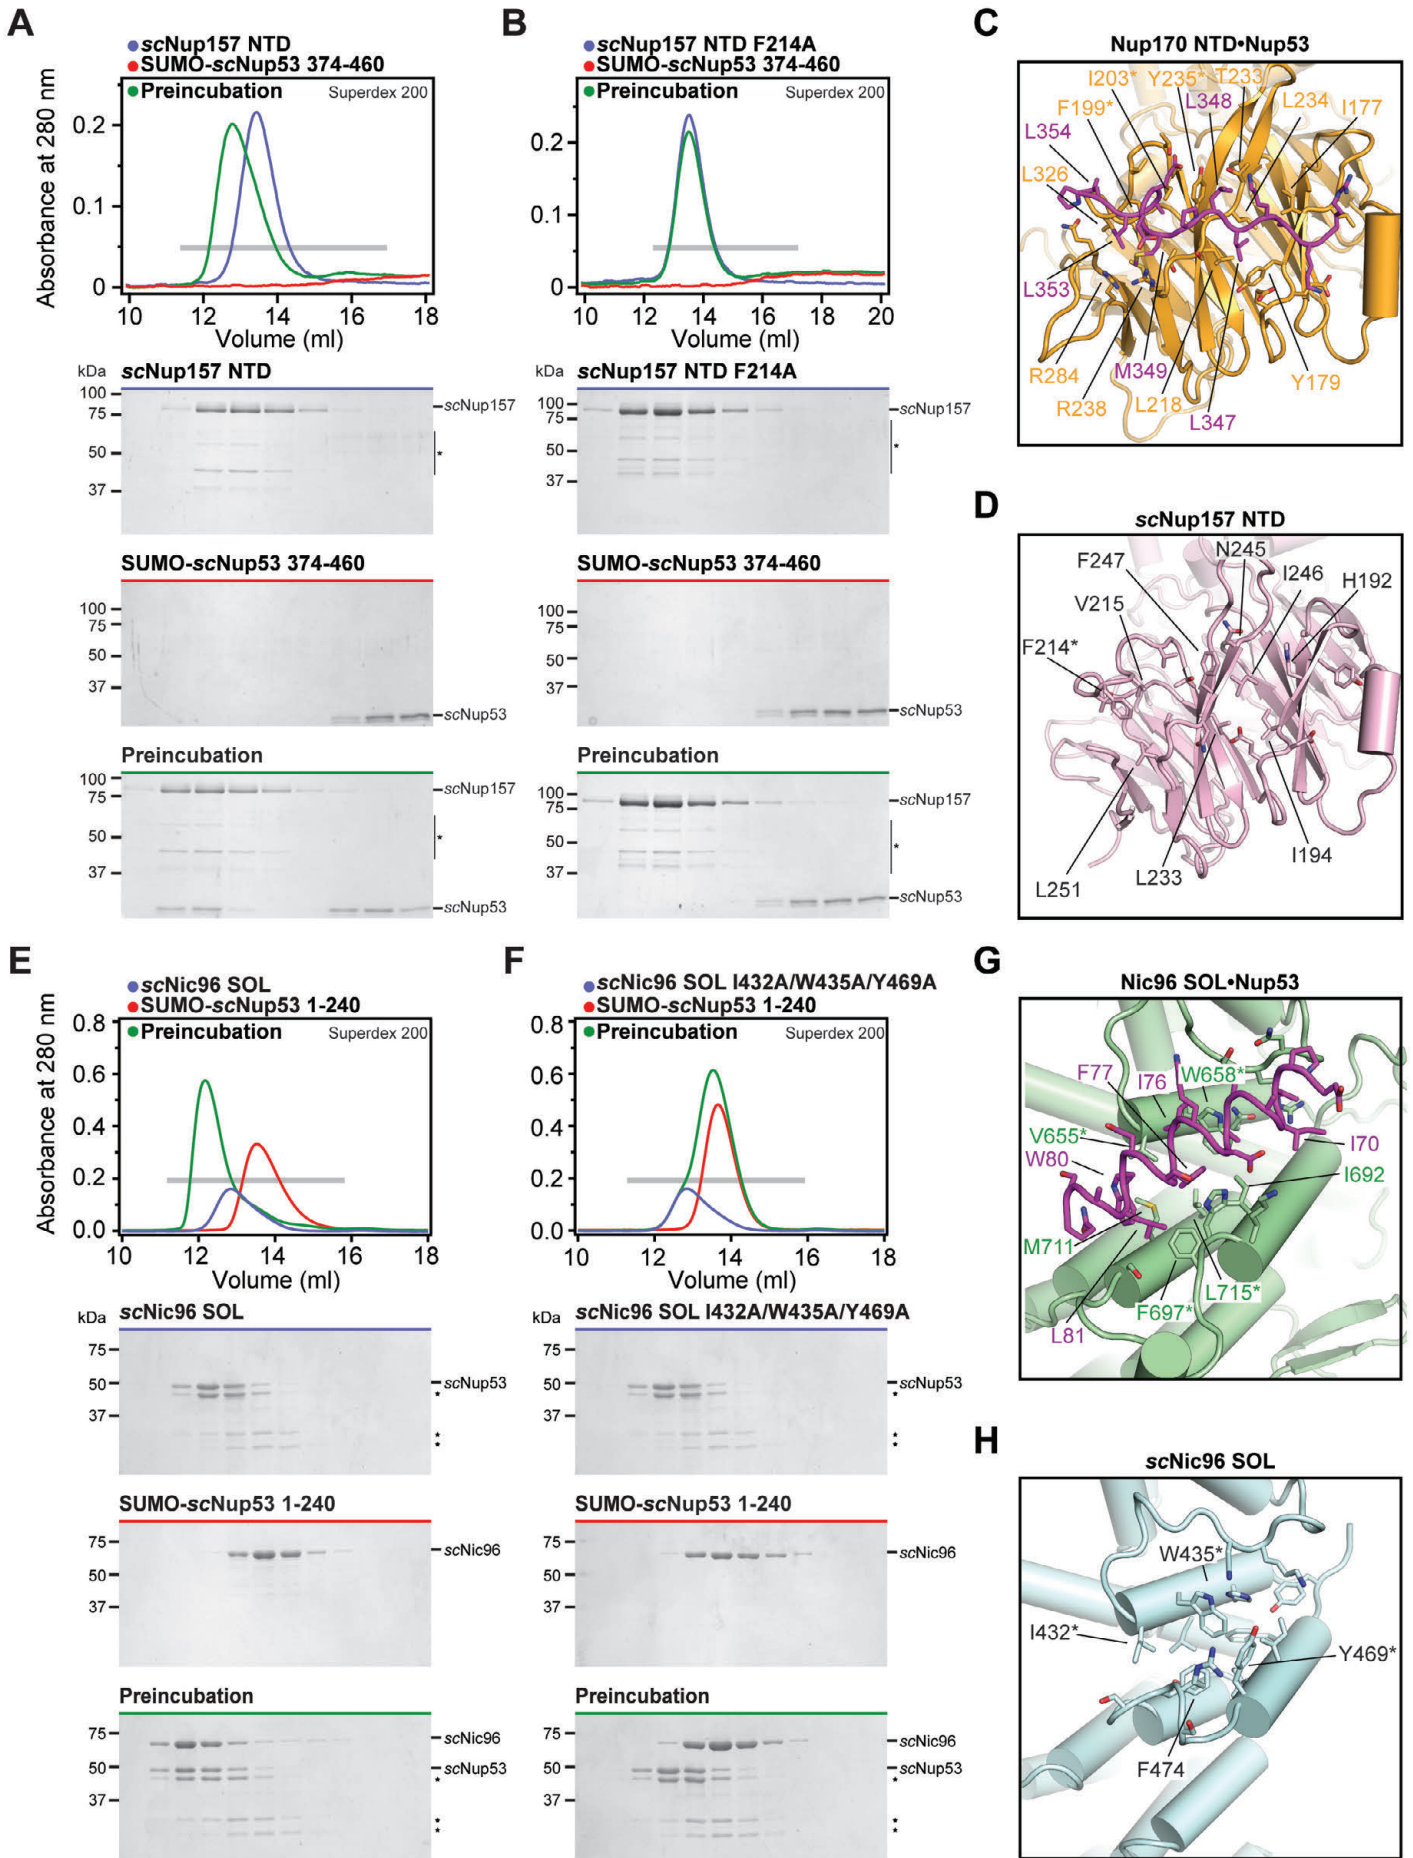 A
scNup157 NTD
SUMO-scNup53 374-460
Preincubation
Superdex 200
Absorbance at 280 nm
0.2
0.1
0
10 12 14 16 18
Volume (ml)
kDa
scNup157 NTD
100
75
50
37
scNup157
*
SUMO-scNup53 374-460
100
75
50
37
scNup53
Preincubation
100
75
50
37
scNup157
*
scNup53
B
scNup157 NTD F214A
SUMO-scNup53 374-460
Preincubation
Superdex 200
0.2
0.1
0
10 12 14 16 18 20
Volume (ml)
kDa
scNup157 NTD F214A
100
75
50
37
scNup157
*
SUMO-scNup53 374-460
100
75
50
37
scNup53
Preincubation
100
75
50
37
scNup157
*
scNup53
C
Nup170 NTD•Nup53
I203* Y235* T233
F199* L348 L234 I177
L354
L326
L353
R284
R238
M349
L218
L347
Y179
D
scNup157 NTD
N245
F247
I246
H192
V215
F214*
I194
L233
L251
E
scNic96 SOL
SUMO-scNup53 1-240
Preincubation
Superdex 200
Absorbance at 280 nm
0.8
0.6
0.4
0.2
0.0
10 12 14 16 18
Volume (ml)
kDa
scNic96 SOL
75
50
37
scNup53
*
*
*
SUMO-scNup53 1-240
75
50
37
scNic96
Preincubation
75
50
37
scNic96
scNup53
*
*
*
F
scNic96 SOL I432A/W435A/Y469A
SUMO-scNup53 1-240
Preincubation
Superdex 200
0.8
0.6
0.4
0.2
0.0
10 12 14 16 18
Volume (ml)
scNic96 SOL I432A/W435A/Y469A
kDa
75
50
37
scNup53
*
*
*
SUMO-scNup53 1-240
75
50
37
scNic96
Preincubation
75
50
37
scNic96
scNup53
*
*
*
G
Nic96 SOL•Nup53
F77 I76 W658*
V655*
W80
I70
I692
M711
L715*
F697*
L81
H
scNic96 SOL
W435*
I432*
Y469*
F474